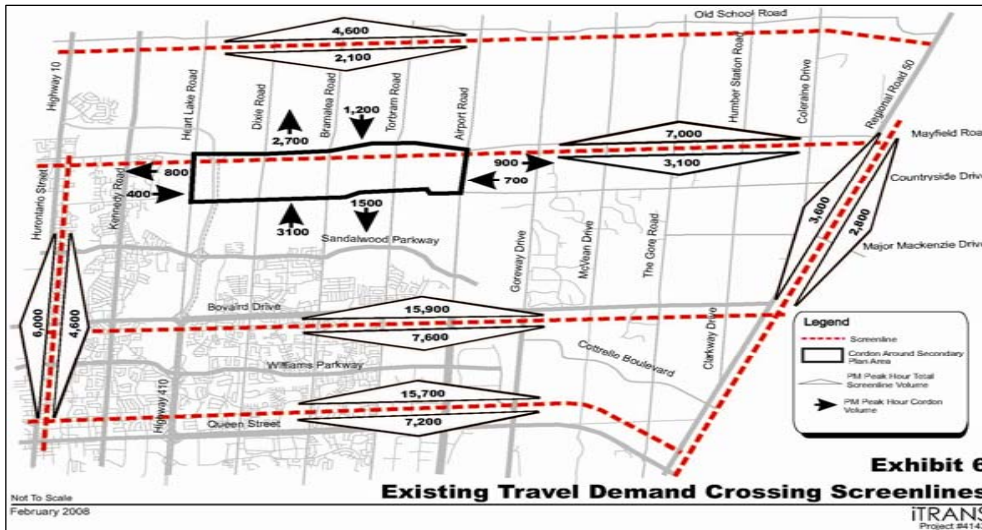 Old School Road
4,600
2,100
Highway 10
Heart Lake Road
Dixie Road
Bramalea Road
Torbram Road
Airport Road
Humber Station Road
Coleraine Drive
Regional Road 50
1,200
2,700
7,000
3,100
Mayfield Road
900
700
800
400
Hurontario Street
Kennedy Road
Countryside Drive
3100
1500
Sandalwood Parkway
3,600
2,800
Major Mackenzie Drive
Goreway Drive
McVean Drive
The Gore Road
6,000
4,600
Bovaird Drive
15,900
7,600
Clarkway Drive
Cottrelle Boulevard
Williams Parkway
Highway 410
15,700
7,200
Queen Street
Legend
Screenline
Cordon Around Secondary
Plan Area
PM Peak Hour Total
Screenline Volume
PM Peak Hour Cordon
Volume
Exhibit 6
Existing Travel Demand Crossing Screenlines
Not To Scale
February 2008
iTRANS